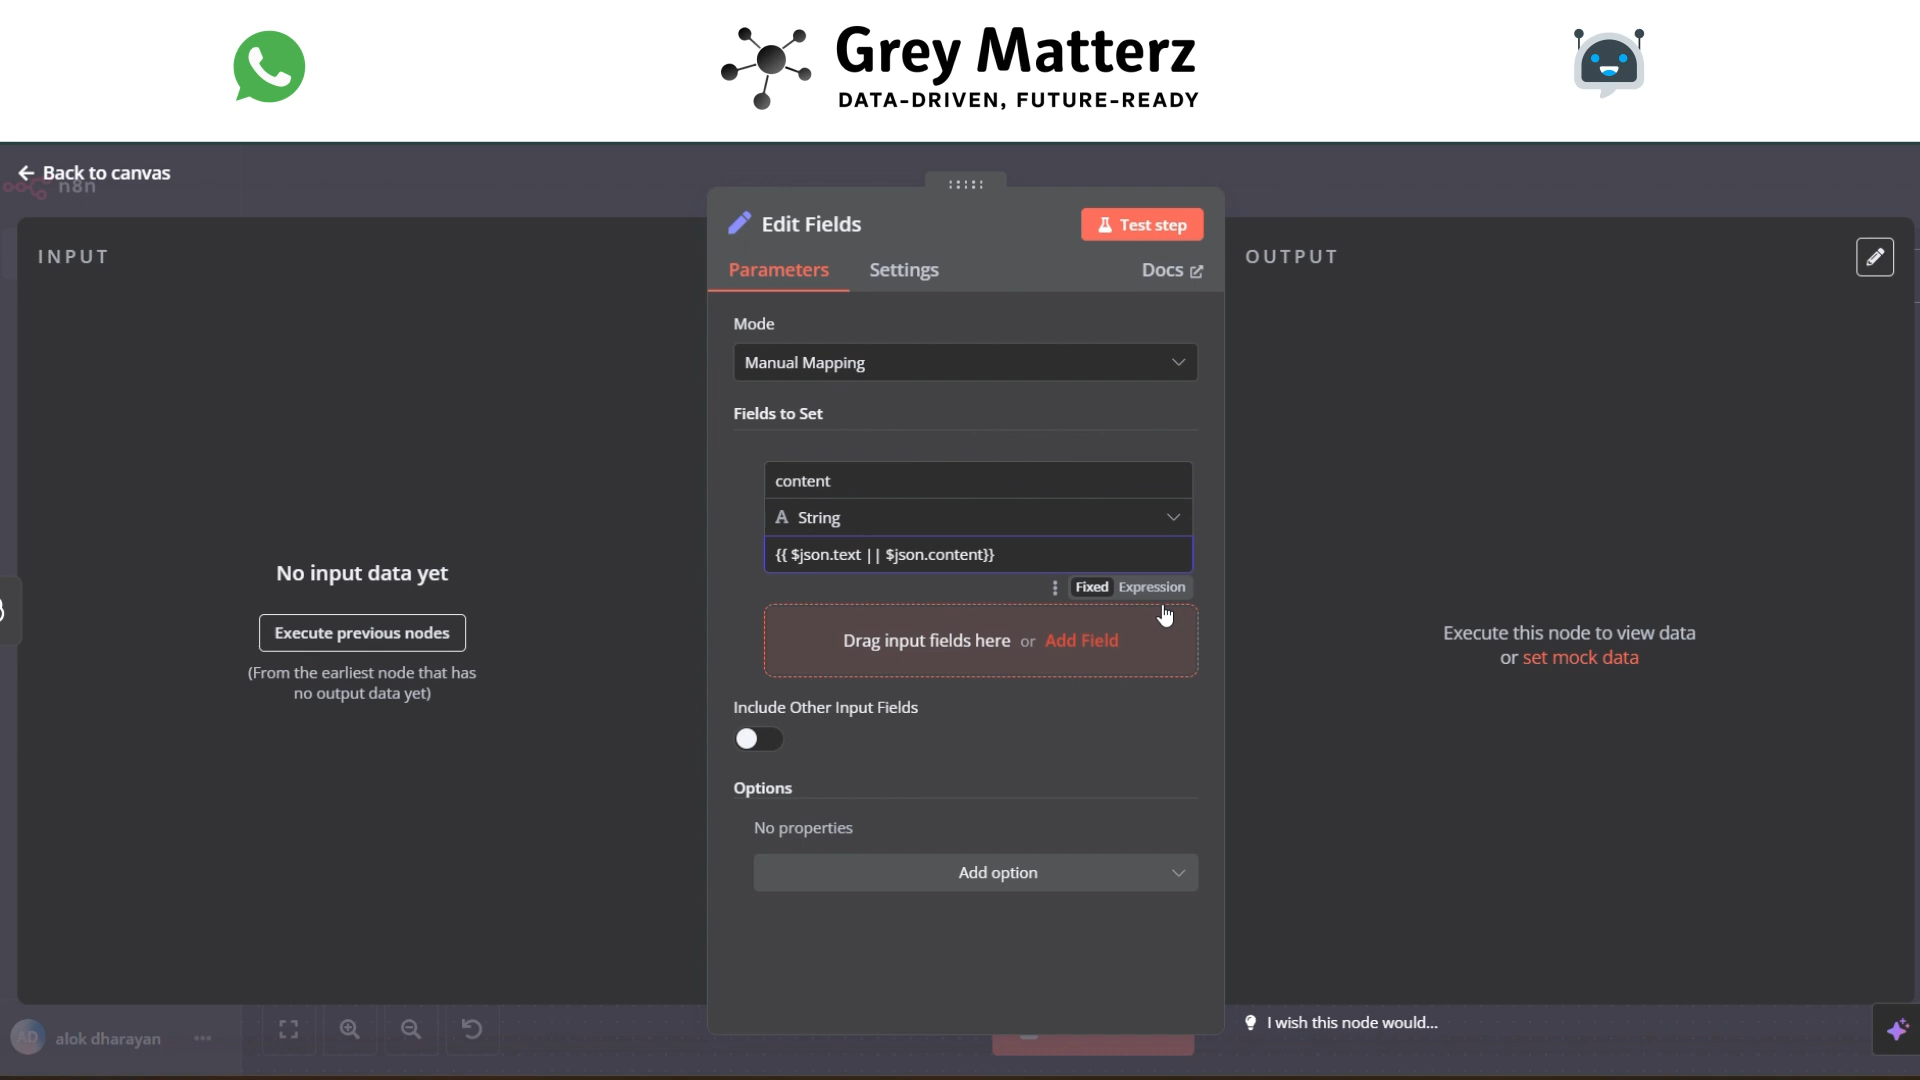 Grey Matterz
DATA-DRIVEN, FUTURE-READY
Back to canvas
n8n
INPUT
Edit Fields
Test step
OUTPUT
Parameters
Settings
Docs
Mode
Manual Mapping
Fields to Set
content
A String
{{ $json.text || $json.content}}
Fixed Expression
Drag input fields here or Add Field
No input data yet
Execute previous nodes
(From the earliest node that has
no output data yet)
Execute this node to view data
or set mock data
Include Other Input Fields
Options
No properties
Add option
AD alok dharayan
I wish this node would...